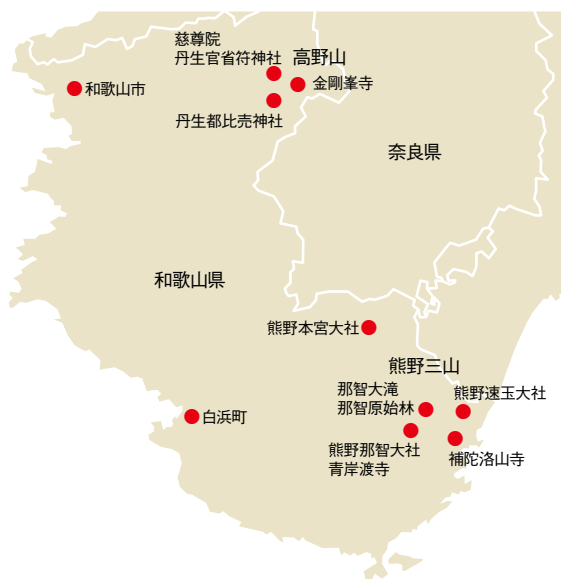 慈尊院
丹生官省符神社
高野山
金剛峯寺
和歌山市
丹生都比売神社
奈良県
和歌山県
熊野本宮大社
熊野三山
那智大滝
那智原始林
熊野速玉大社
白浜町
熊野那智大社
青岸渡寺
補陀洛山寺